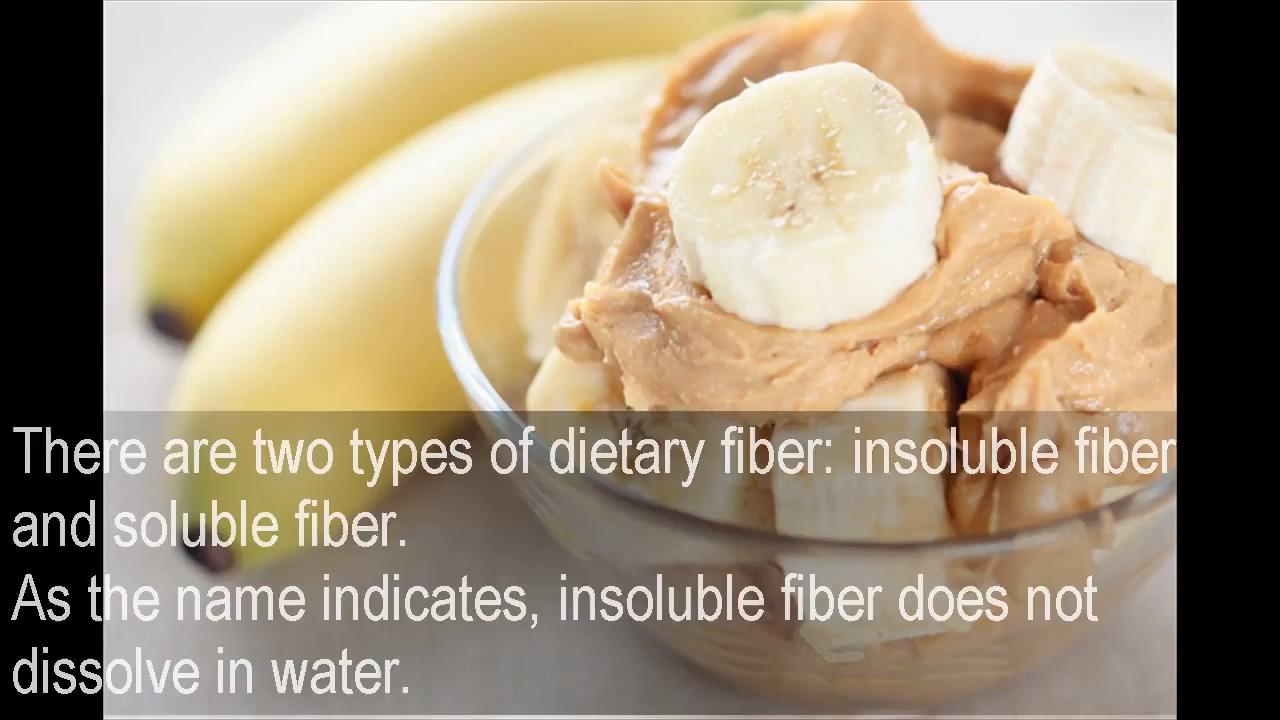 There are two types of dietary fiber: insoluble fiber
and soluble fiber.
As the name indicates, insoluble fiber does not
dissolve in water.